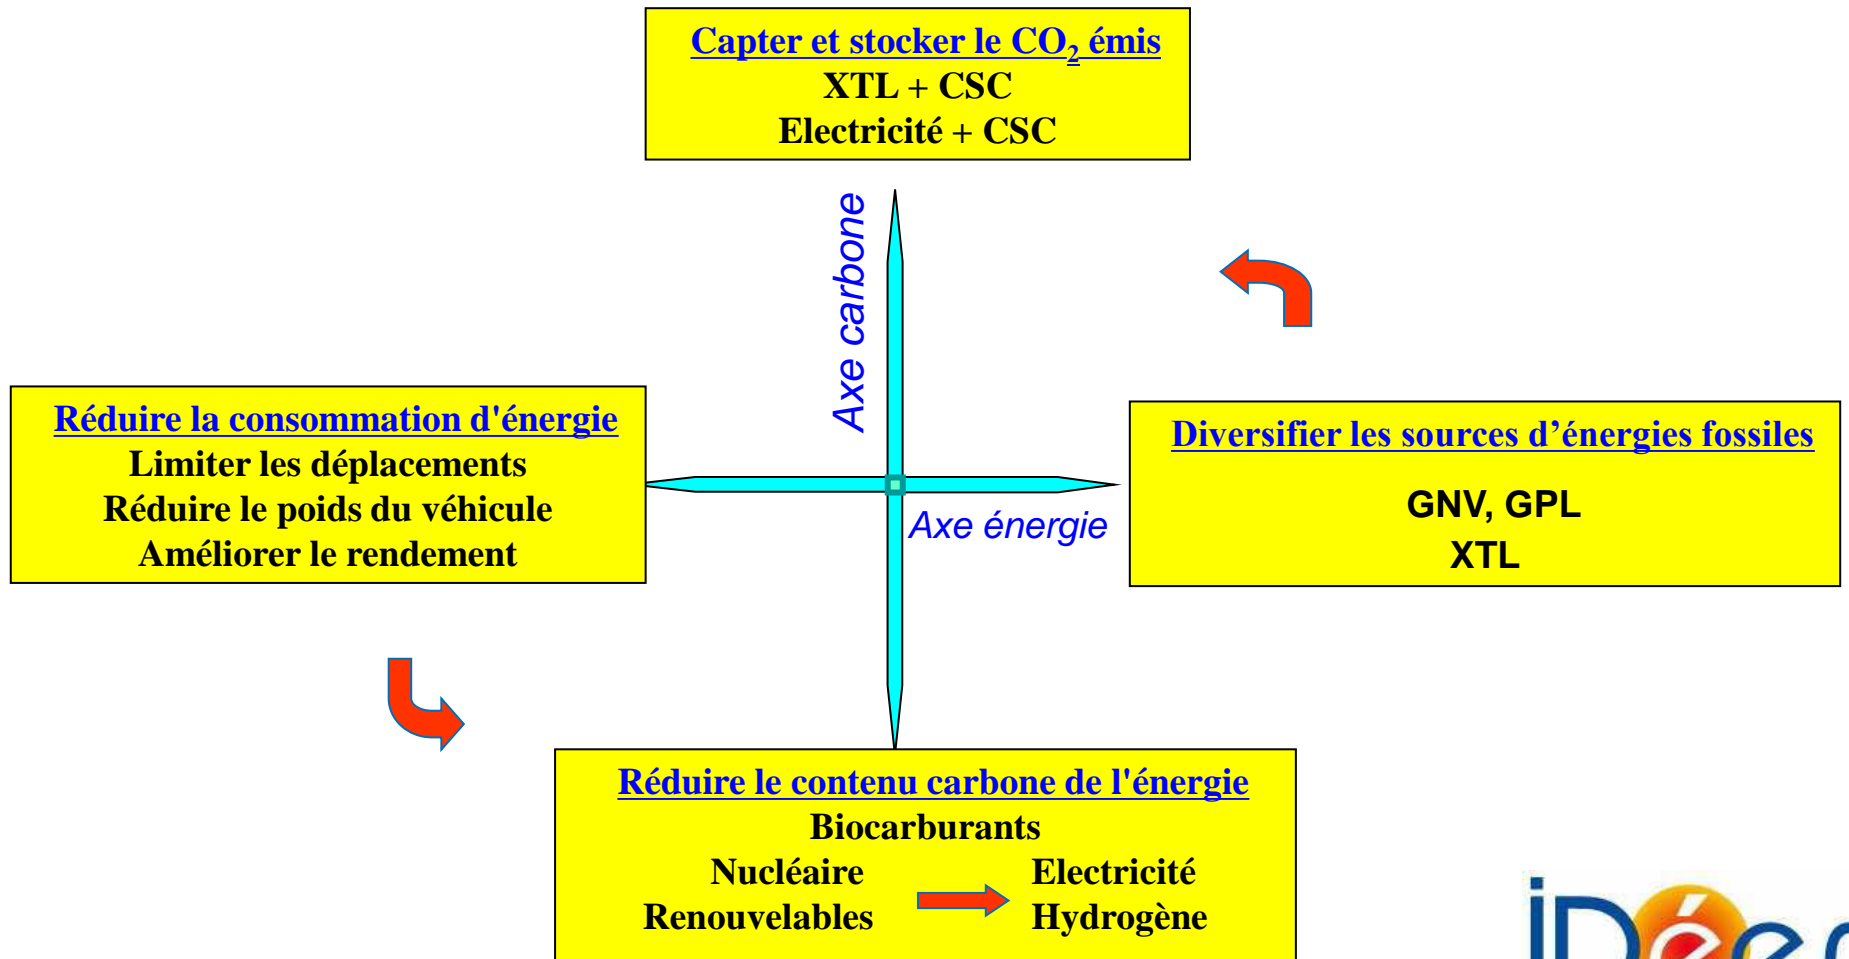 Capter et stocker le CO₂ émis
XTL + CSC
Electricité + CSC
Axe carbone
Réduire la consommation d'énergie
Limiter les déplacements
Réduire le poids du véhicule
Améliorer le rendement
Axe énergie
Diversifier les sources d’énergies fossiles
GNV, GPL
XTL
Réduire le contenu carbone de l'énergie
Biocarburants
Nucléaire Electricité
Renouvelables Hydrogène